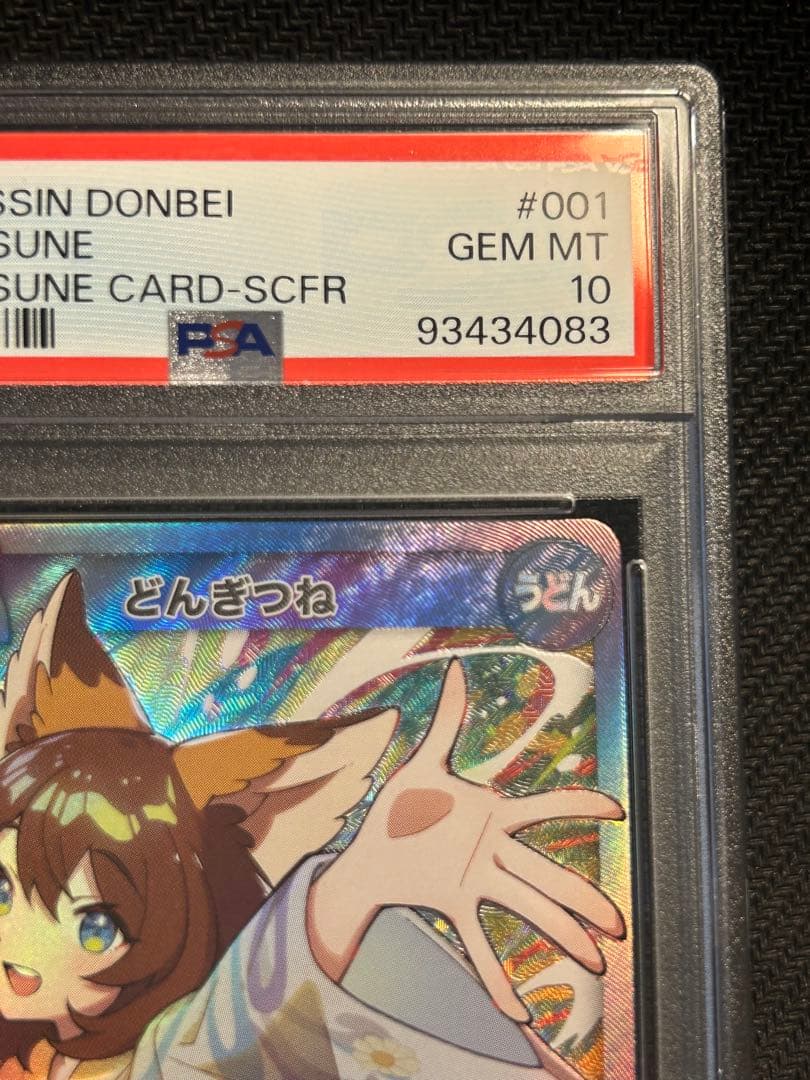 SSIN DONBEI #001
SUNE GEM MT
SUNE CARD-SCFR 10
PSA 93434083
どんぎつね
うどん